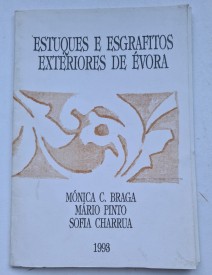 ESTUQUES E ESGRAFITOS
EXTERIORES DE ÉVORA
MÓNICA C. BRAGA
MÁRIO PINTO
SOFIA CHARRUA
1998